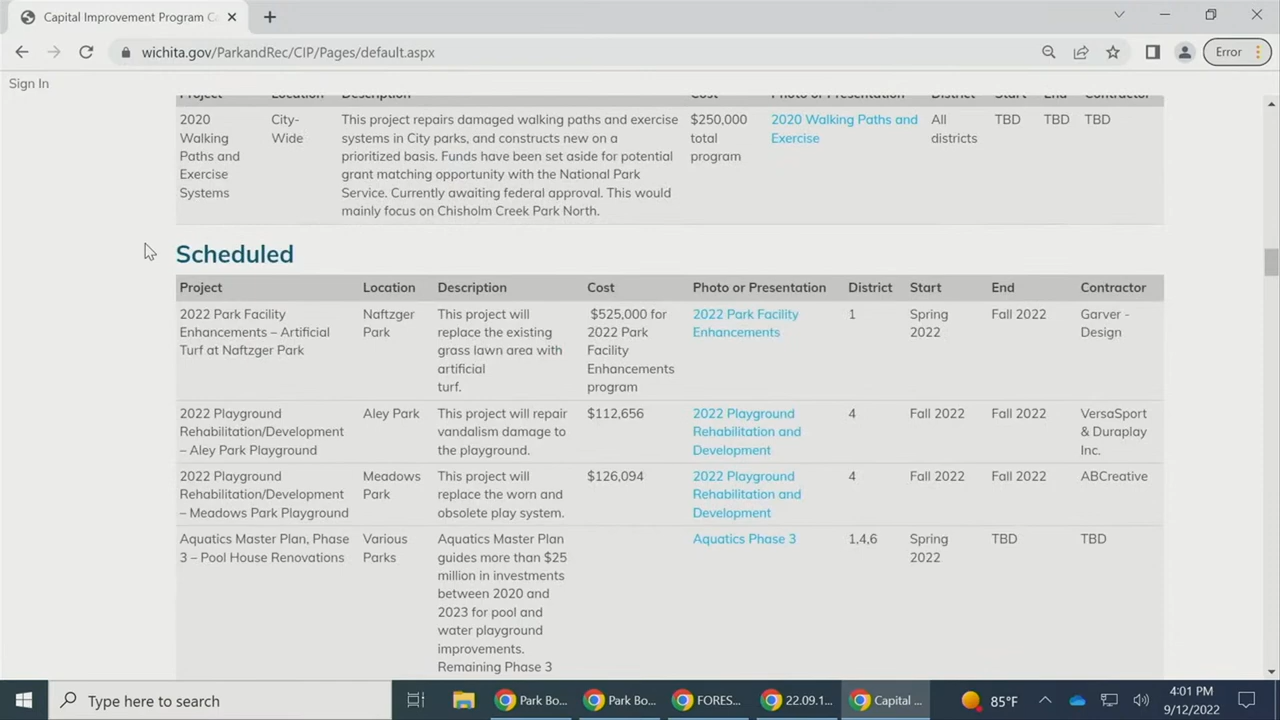 Capital Improvement Program C
wichita.gov/ParkandRec/CIP/Pages/default.aspx
Error
Sign In
Project Location Description Cost Photo or Presentation District Start End Contractor
2020 City- This project repairs damaged walking paths and exercise $250,000 2020 Walking Paths and All TBD TBD TBD
Walking Wide systems in City parks, and constructs new on a total Exercise districts
Paths and prioritized basis. Funds have been set aside for potential program
Exercise grant matching opportunity with the National Park
Systems Service. Currently awaiting federal approval. This would
mainly focus on Chisholm Creek Park North.
Scheduled
Project Location Description Cost Photo or Presentation District Start End Contractor
2022 Park Facility Naftzger This project will $525,000 for 2022 Park Facility 1 Spring Fall 2022 Garver -
Enhancements – Artificial Park replace the existing 2022 Park Enhancements 2022 Design
Turf at Naftzger Park grass lawn area with Facility
artificial Enhancements
turf. program
2022 Playground Aley Park This project will repair $112,656 2022 Playground 4 Fall 2022 Fall 2022 VersaSport
Rehabilitation/Development vandalism damage to Rehabilitation and & Duraplay
– Aley Park Playground the playground. Development Inc.
2022 Playground Meadows This project will $126,094 2022 Playground 4 Fall 2022 Fall 2022 ABCreative
Rehabilitation/Development Park replace the worn and Rehabilitation and
– Meadows Park Playground obsolete play system. Development
Aquatics Master Plan, Phase Various Aquatics Master Plan Aquatics Phase 3 1,4,6 Spring TBD TBD
3 – Pool House Renovations Parks guides more than $25 2022
million in investments
between 2020 and
2023 for pool and
water playground
improvements.
Remaining Phase 3
Type here to search Park Bo... Park Bo... FORES... 22.09.1... Capital ... 85°F 4:01 PM
9/12/2022